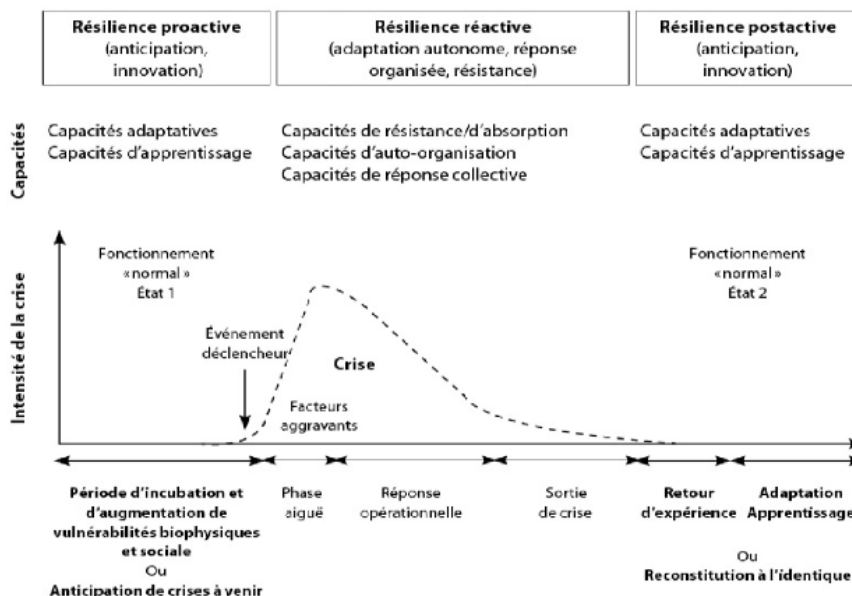 Résilience proactive
(anticipation,
innovation)
Résilience réactive
(adaptation autonome, réponse
organisée, résistance)
Résilience postactive
(anticipation,
innovation)
Capacités
Capacités adaptatives
Capacités d'apprentissage
Capacités de résistance/d'absorption
Capacités d'auto-organisation
Capacités de réponse collective
Capacités adaptatives
Capacités d'apprentissage
Intensité de la crise
Fonctionnement
« normal »
État 1
Événement
déclencheur
Crise
Facteurs
aggravants
Fonctionnement
« normal »
État 2
Période d'incubation et
d'augmentation de
vulnérabilités biophysiques
et sociale
Ou
Anticipation de crises à venir
Phase
aiguë
Réponse
opérationnelle
Sortie
de crise
Retour
d'expérience
Adaptation
Apprentissage
Ou
Reconstitution à l'identique